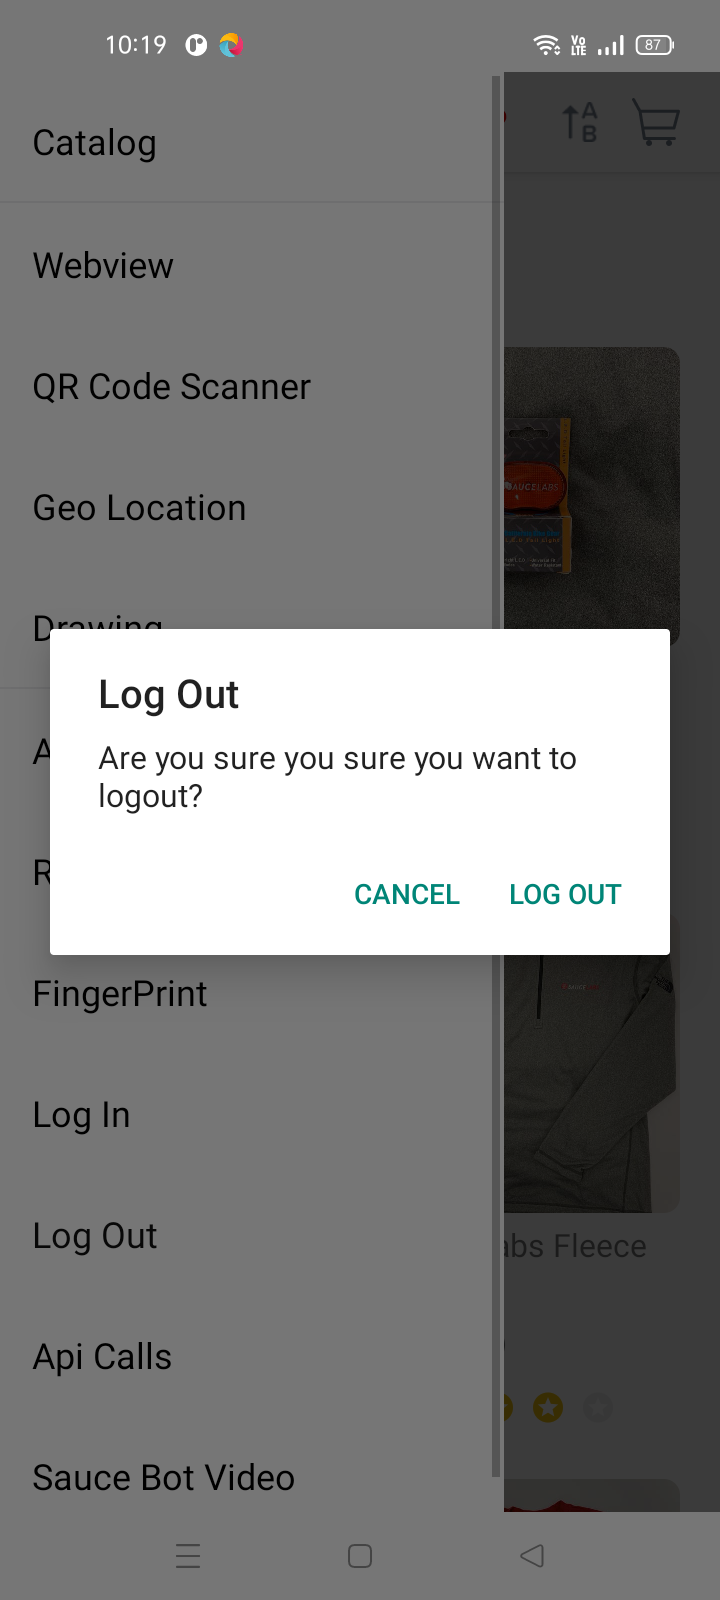 10:19
Vo
LTE
87
Catalog
A
B
Webview
QR Code Scanner
Geo Location
Drawing
SAUCELABS
Log Out
Are you sure you sure you want to
logout?
CANCEL
LOG OUT
A
R
FingerPrint
Log In
Log Out
abs Fleece
Api Calls
Sauce Bot Video